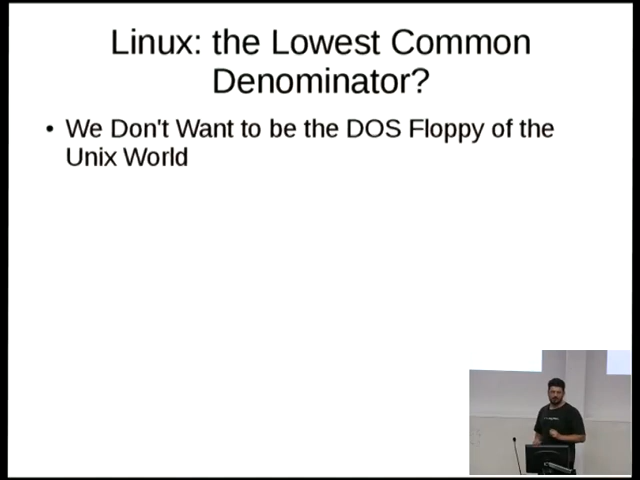 Linux: the Lowest Common
Denominator?
• We Don't Want to be the DOS Floppy of the
Unix World